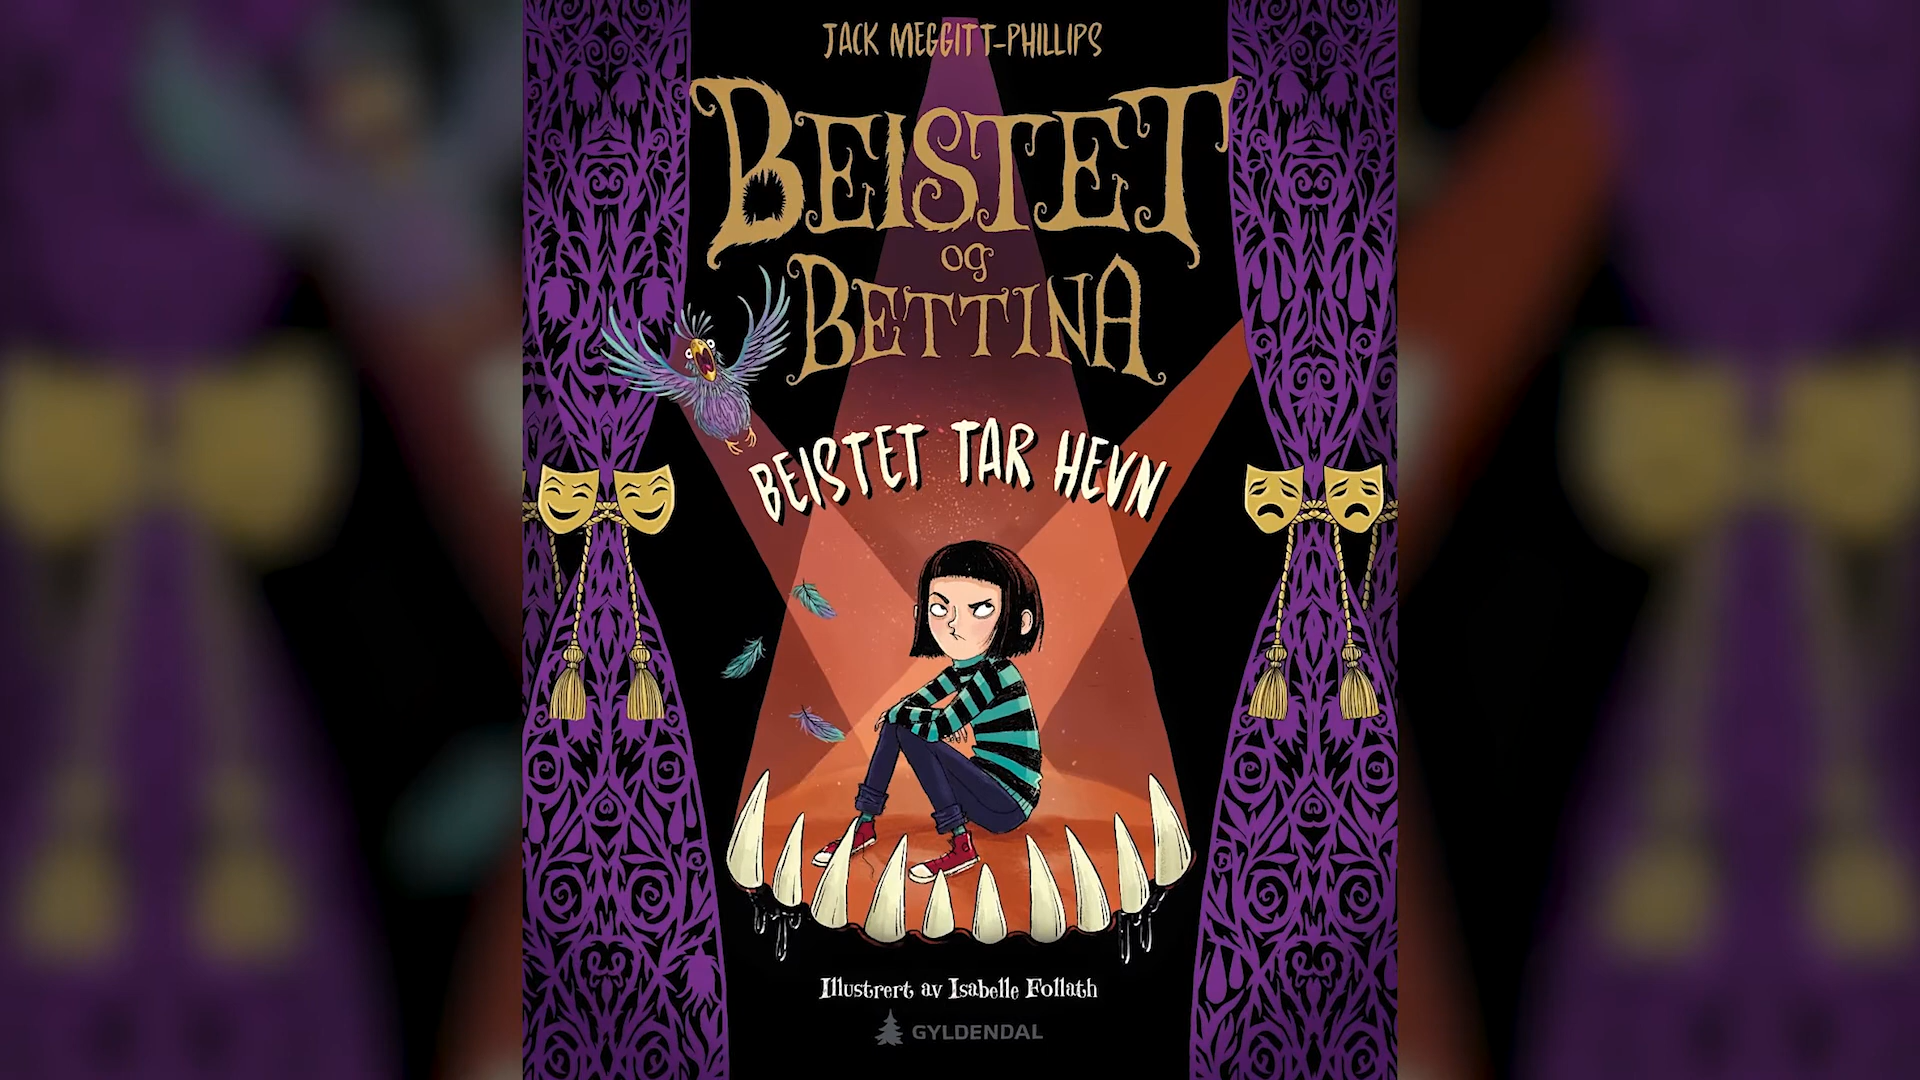 JACK MEGGITT-PHILLIPS
BEISTET
og
BETTINA
BEISTET TAR HEVN
Illustrert av Isabelle Follath
GYLDENDAL